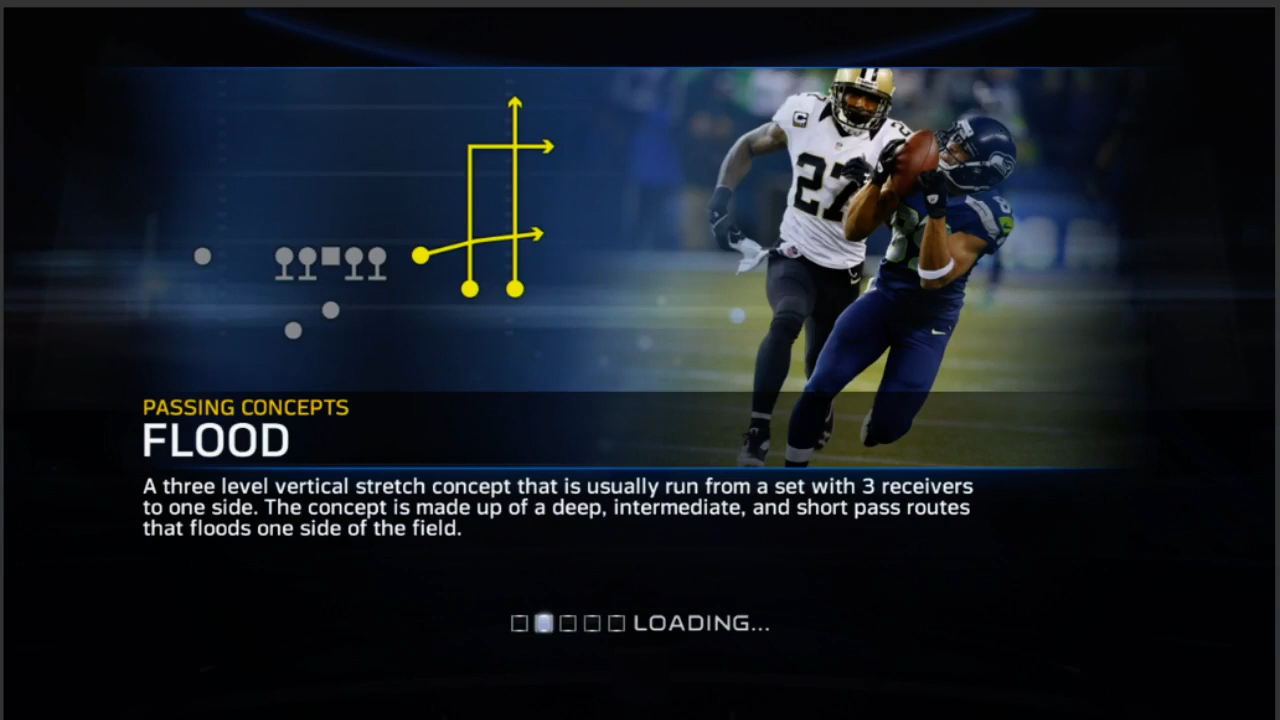 27
PASSING CONCEPTS
FLOOD
A three level vertical stretch concept that is usually run from a set with 3 receivers
to one side. The concept is made up of a deep, intermediate, and short pass routes
that floods one side of the field.
LOADING...